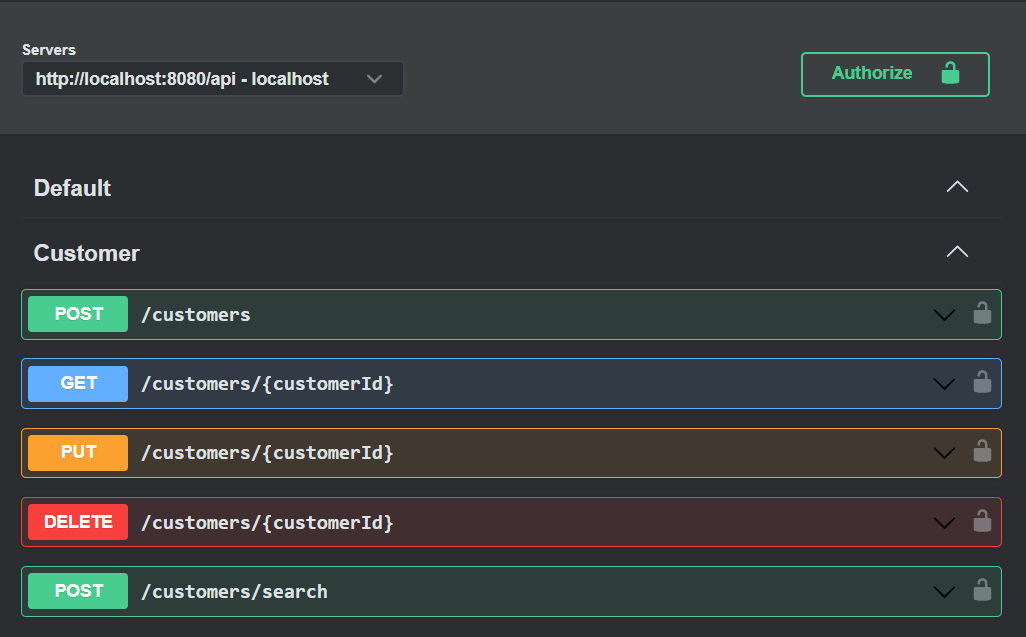 Servers
http://localhost:8080/api - localhost
Authorize
Default
Customer
POST /customers
GET /customers/{customerId}
PUT /customers/{customerId}
DELETE /customers/{customerId}
POST /customers/search